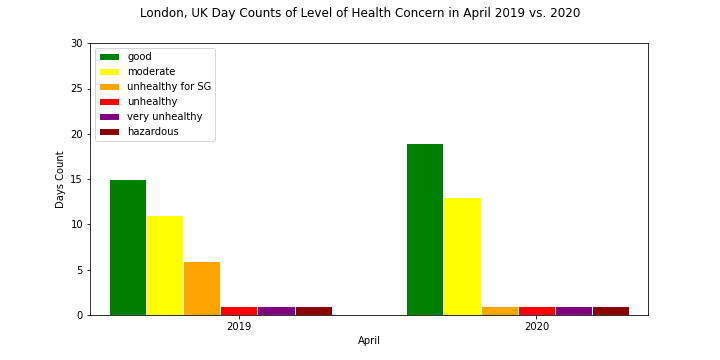 London, UK Day Counts of Level of Health Concern in April 2019 vs. 2020
30
25
20
15
10
5
0
Days Count
good
moderate
unhealthy for SG
unhealthy
very unhealthy
hazardous
2019 2020
April